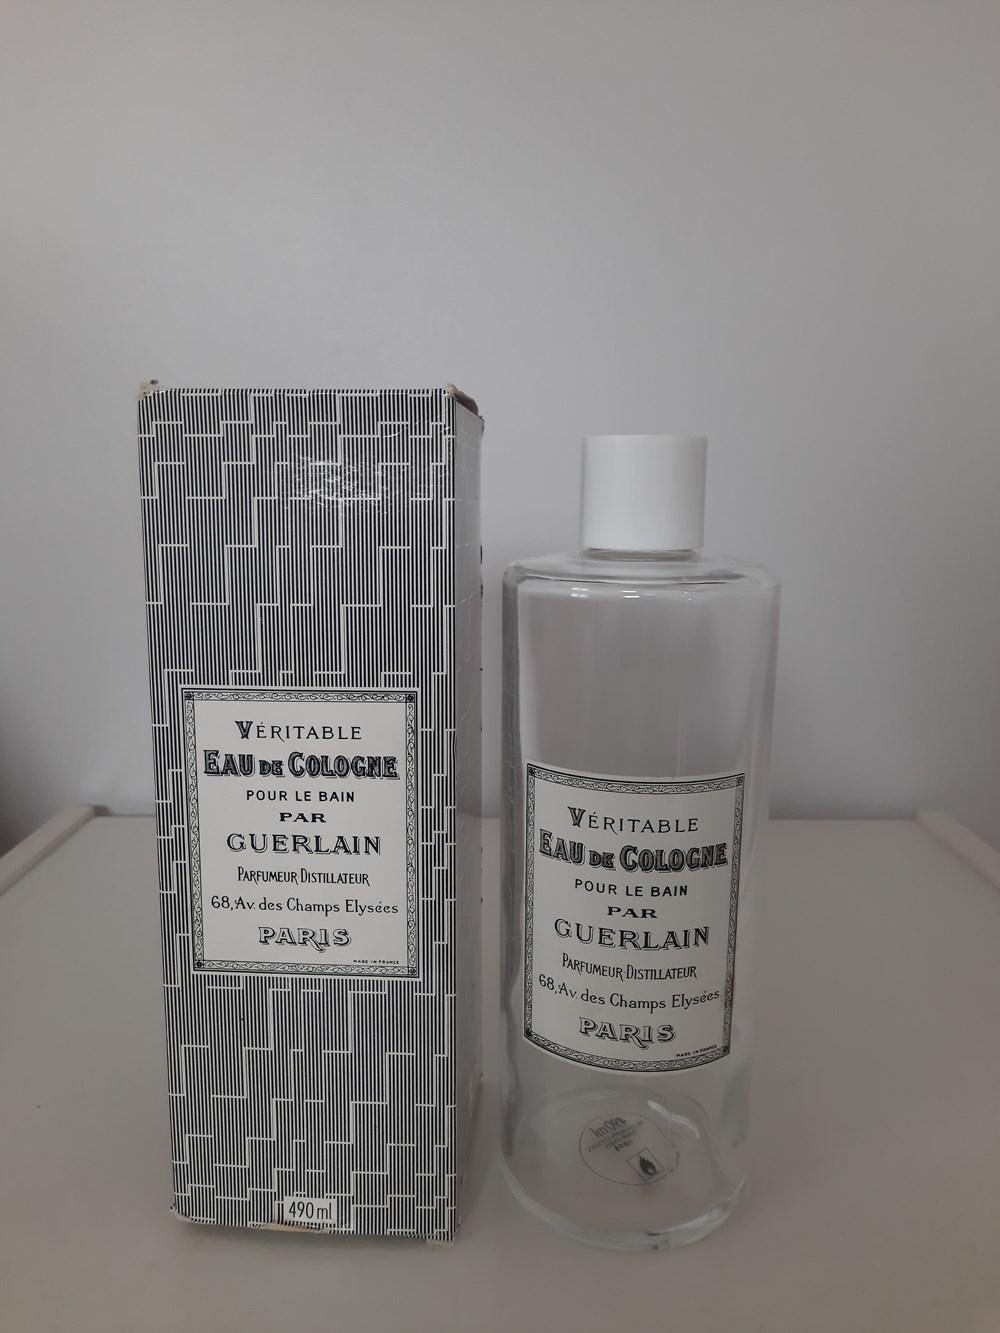 VÉRITABLE
EAU DE COLOGNE
POUR LE BAIN
PAR
GUERLAIN
PARFUMEUR DISTILLATEUR
68, Av. des Champs Elysées
PARIS
MADE IN FRANCE
490 ml
VÉRITABLE
EAU DE COLOGNE
POUR LE BAIN
PAR
GUERLAIN
PARFUMEUR-DISTILLATEUR
68, Av. des Champs Elysées
PARIS
MADE IN FRANCE
490ml